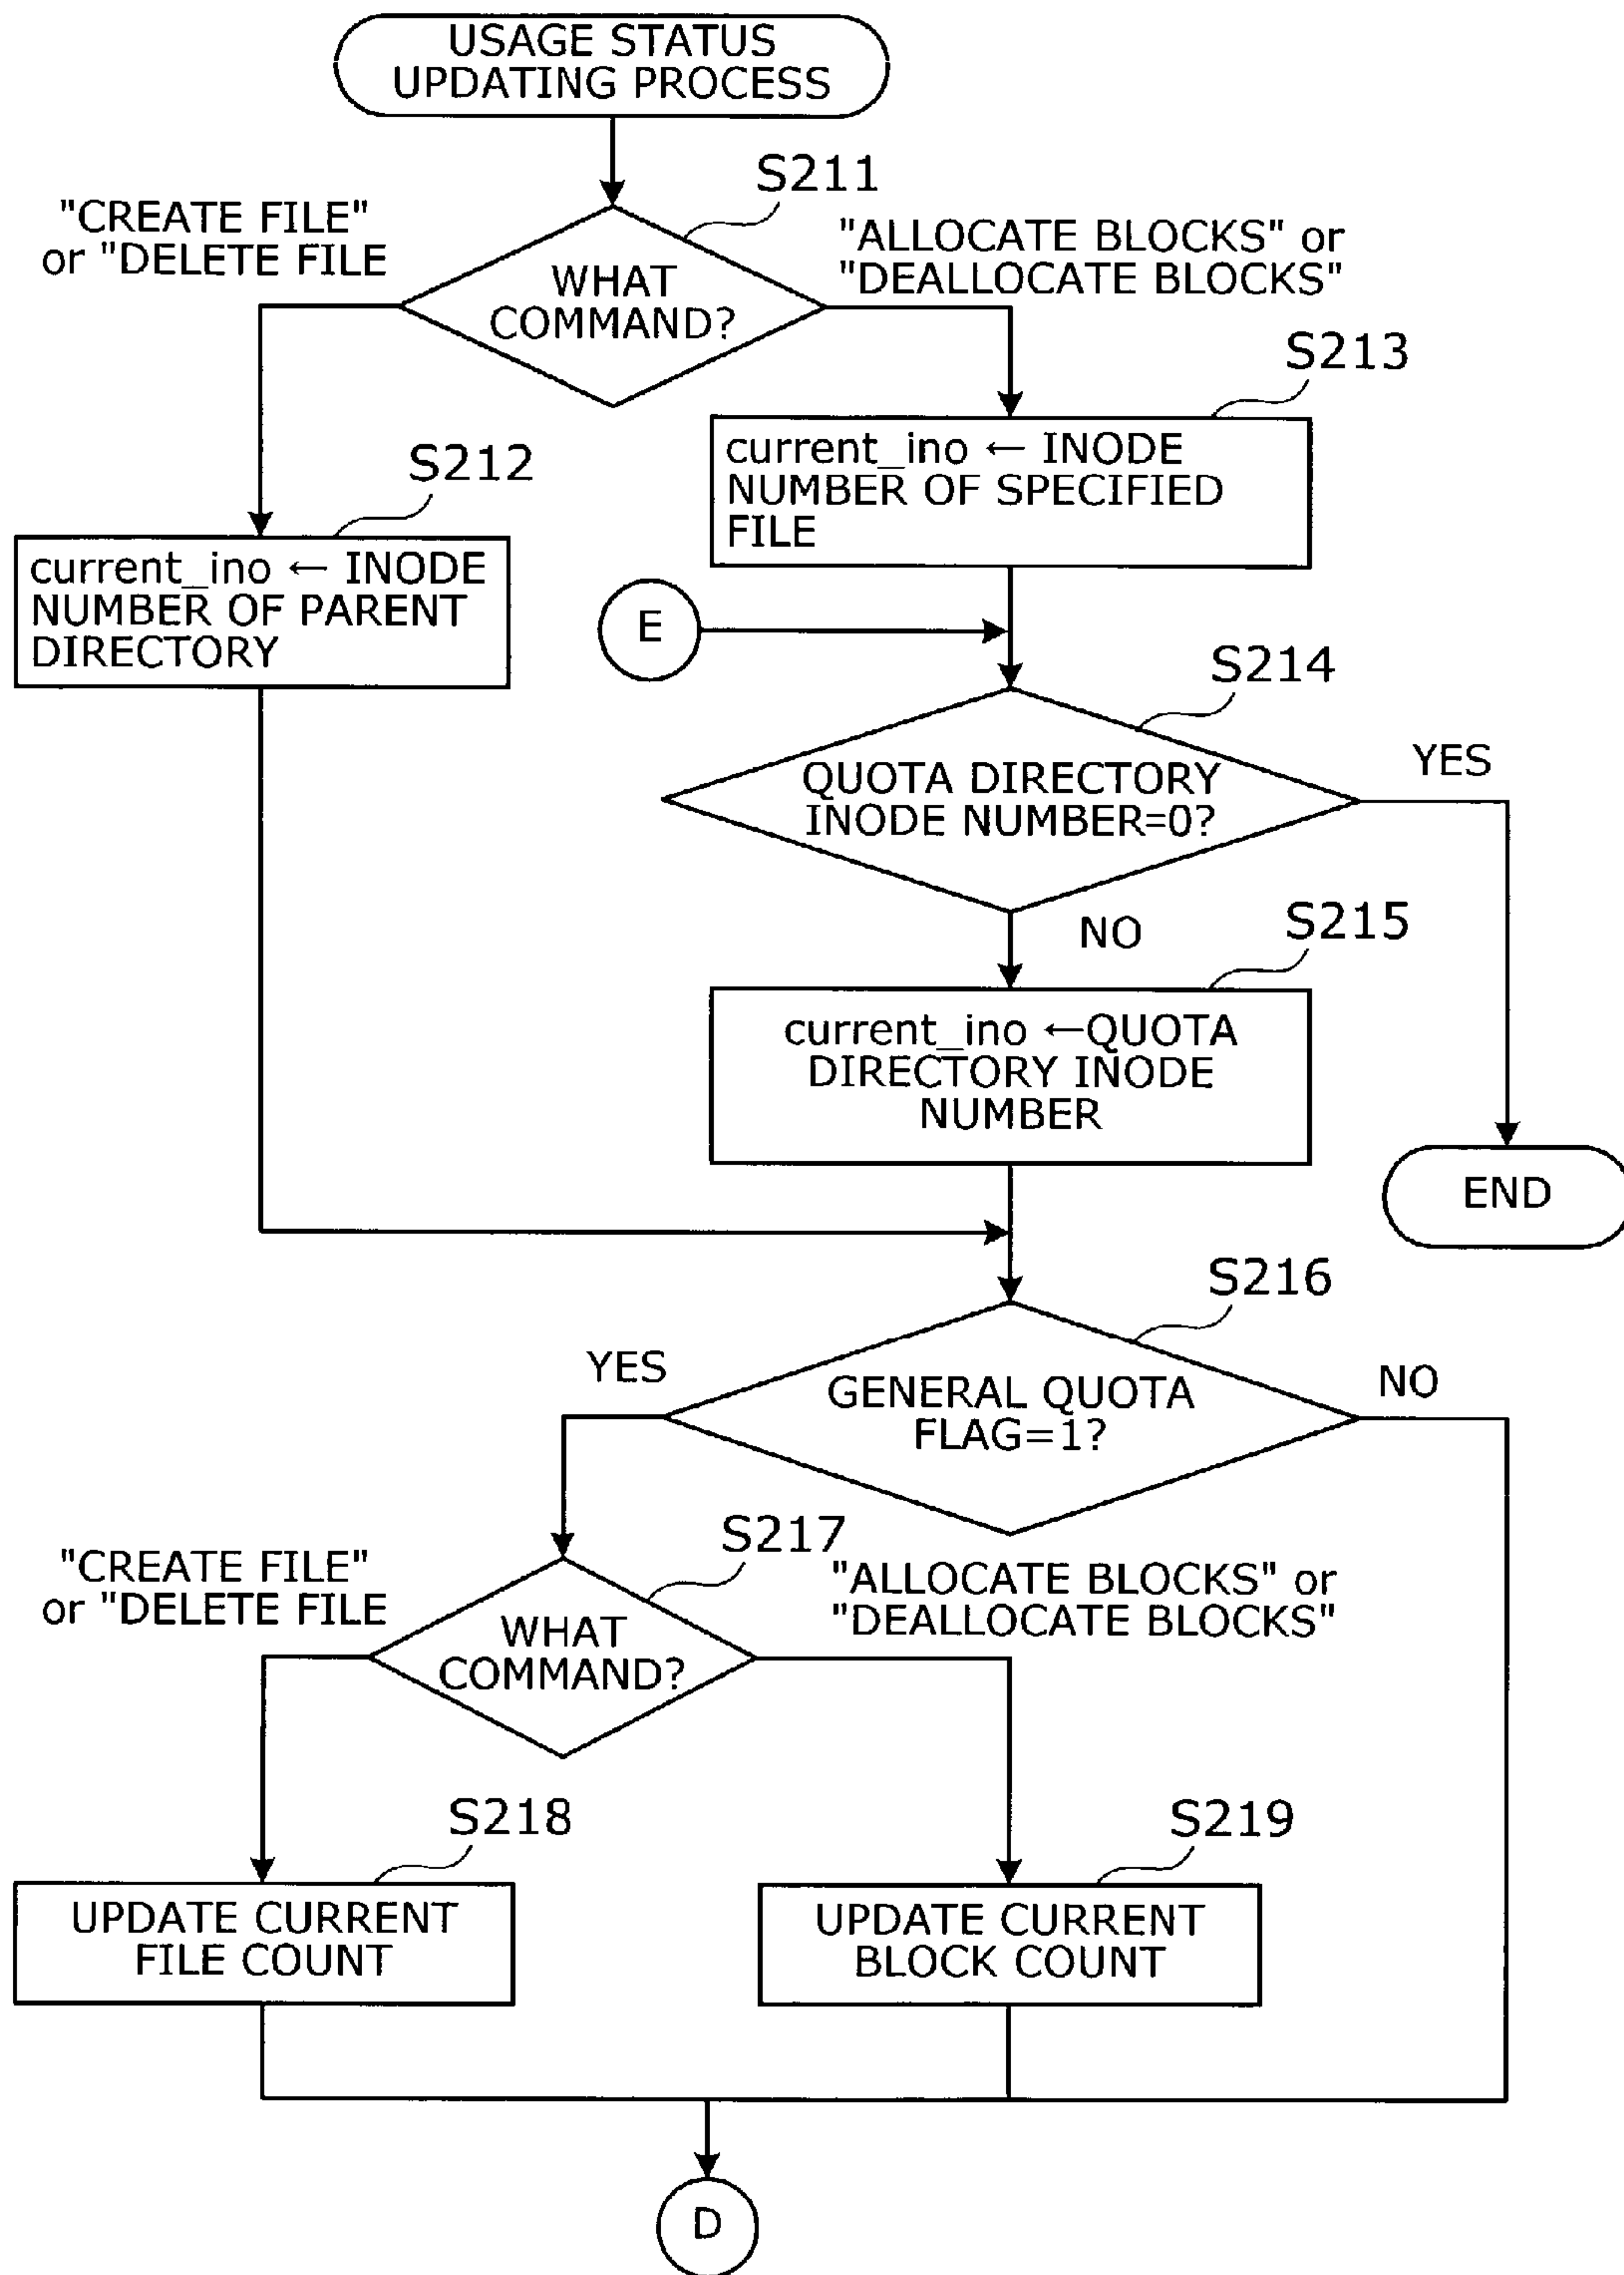 USAGE STATUS
UPDATING PROCESS
S211
"CREATE FILE"
or "DELETE FILE
WHAT
COMMAND?
"ALLOCATE BLOCKS" or
"DEALLOCATE BLOCKS"
S213
current_ino ← INODE
NUMBER OF SPECIFIED
FILE
S212
current_ino ← INODE
NUMBER OF PARENT
DIRECTORY
E
S214
QUOTA DIRECTORY
INODE NUMBER=0?
YES
NO
S215
current_ino ←QUOTA
DIRECTORY INODE
NUMBER
END
S216
YES
GENERAL QUOTA
FLAG=1?
NO
S217
"CREATE FILE"
or "DELETE FILE
WHAT
COMMAND?
"ALLOCATE BLOCKS" or
"DEALLOCATE BLOCKS"
S218
UPDATE CURRENT
FILE COUNT
S219
UPDATE CURRENT
BLOCK COUNT
D